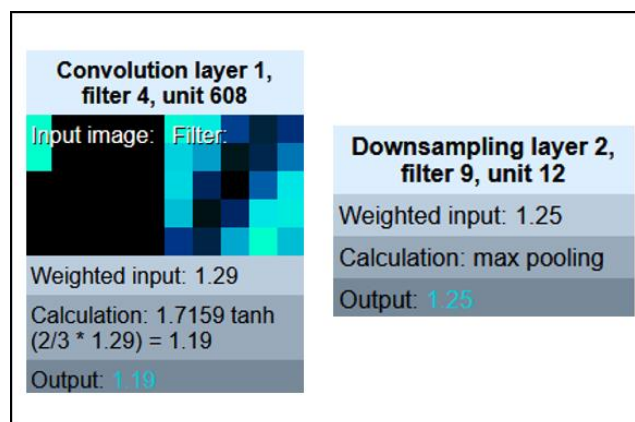 Convolution layer 1,
filter 4, unit 608
Input image: Filter:
Weighted input: 1.29
Calculation: 1.7159 tanh
(2/3 * 1.29) = 1.19
Output: 1.19
Downsampling layer 2,
filter 9, unit 12
Weighted input: 1.25
Calculation: max pooling
Output: 1.25